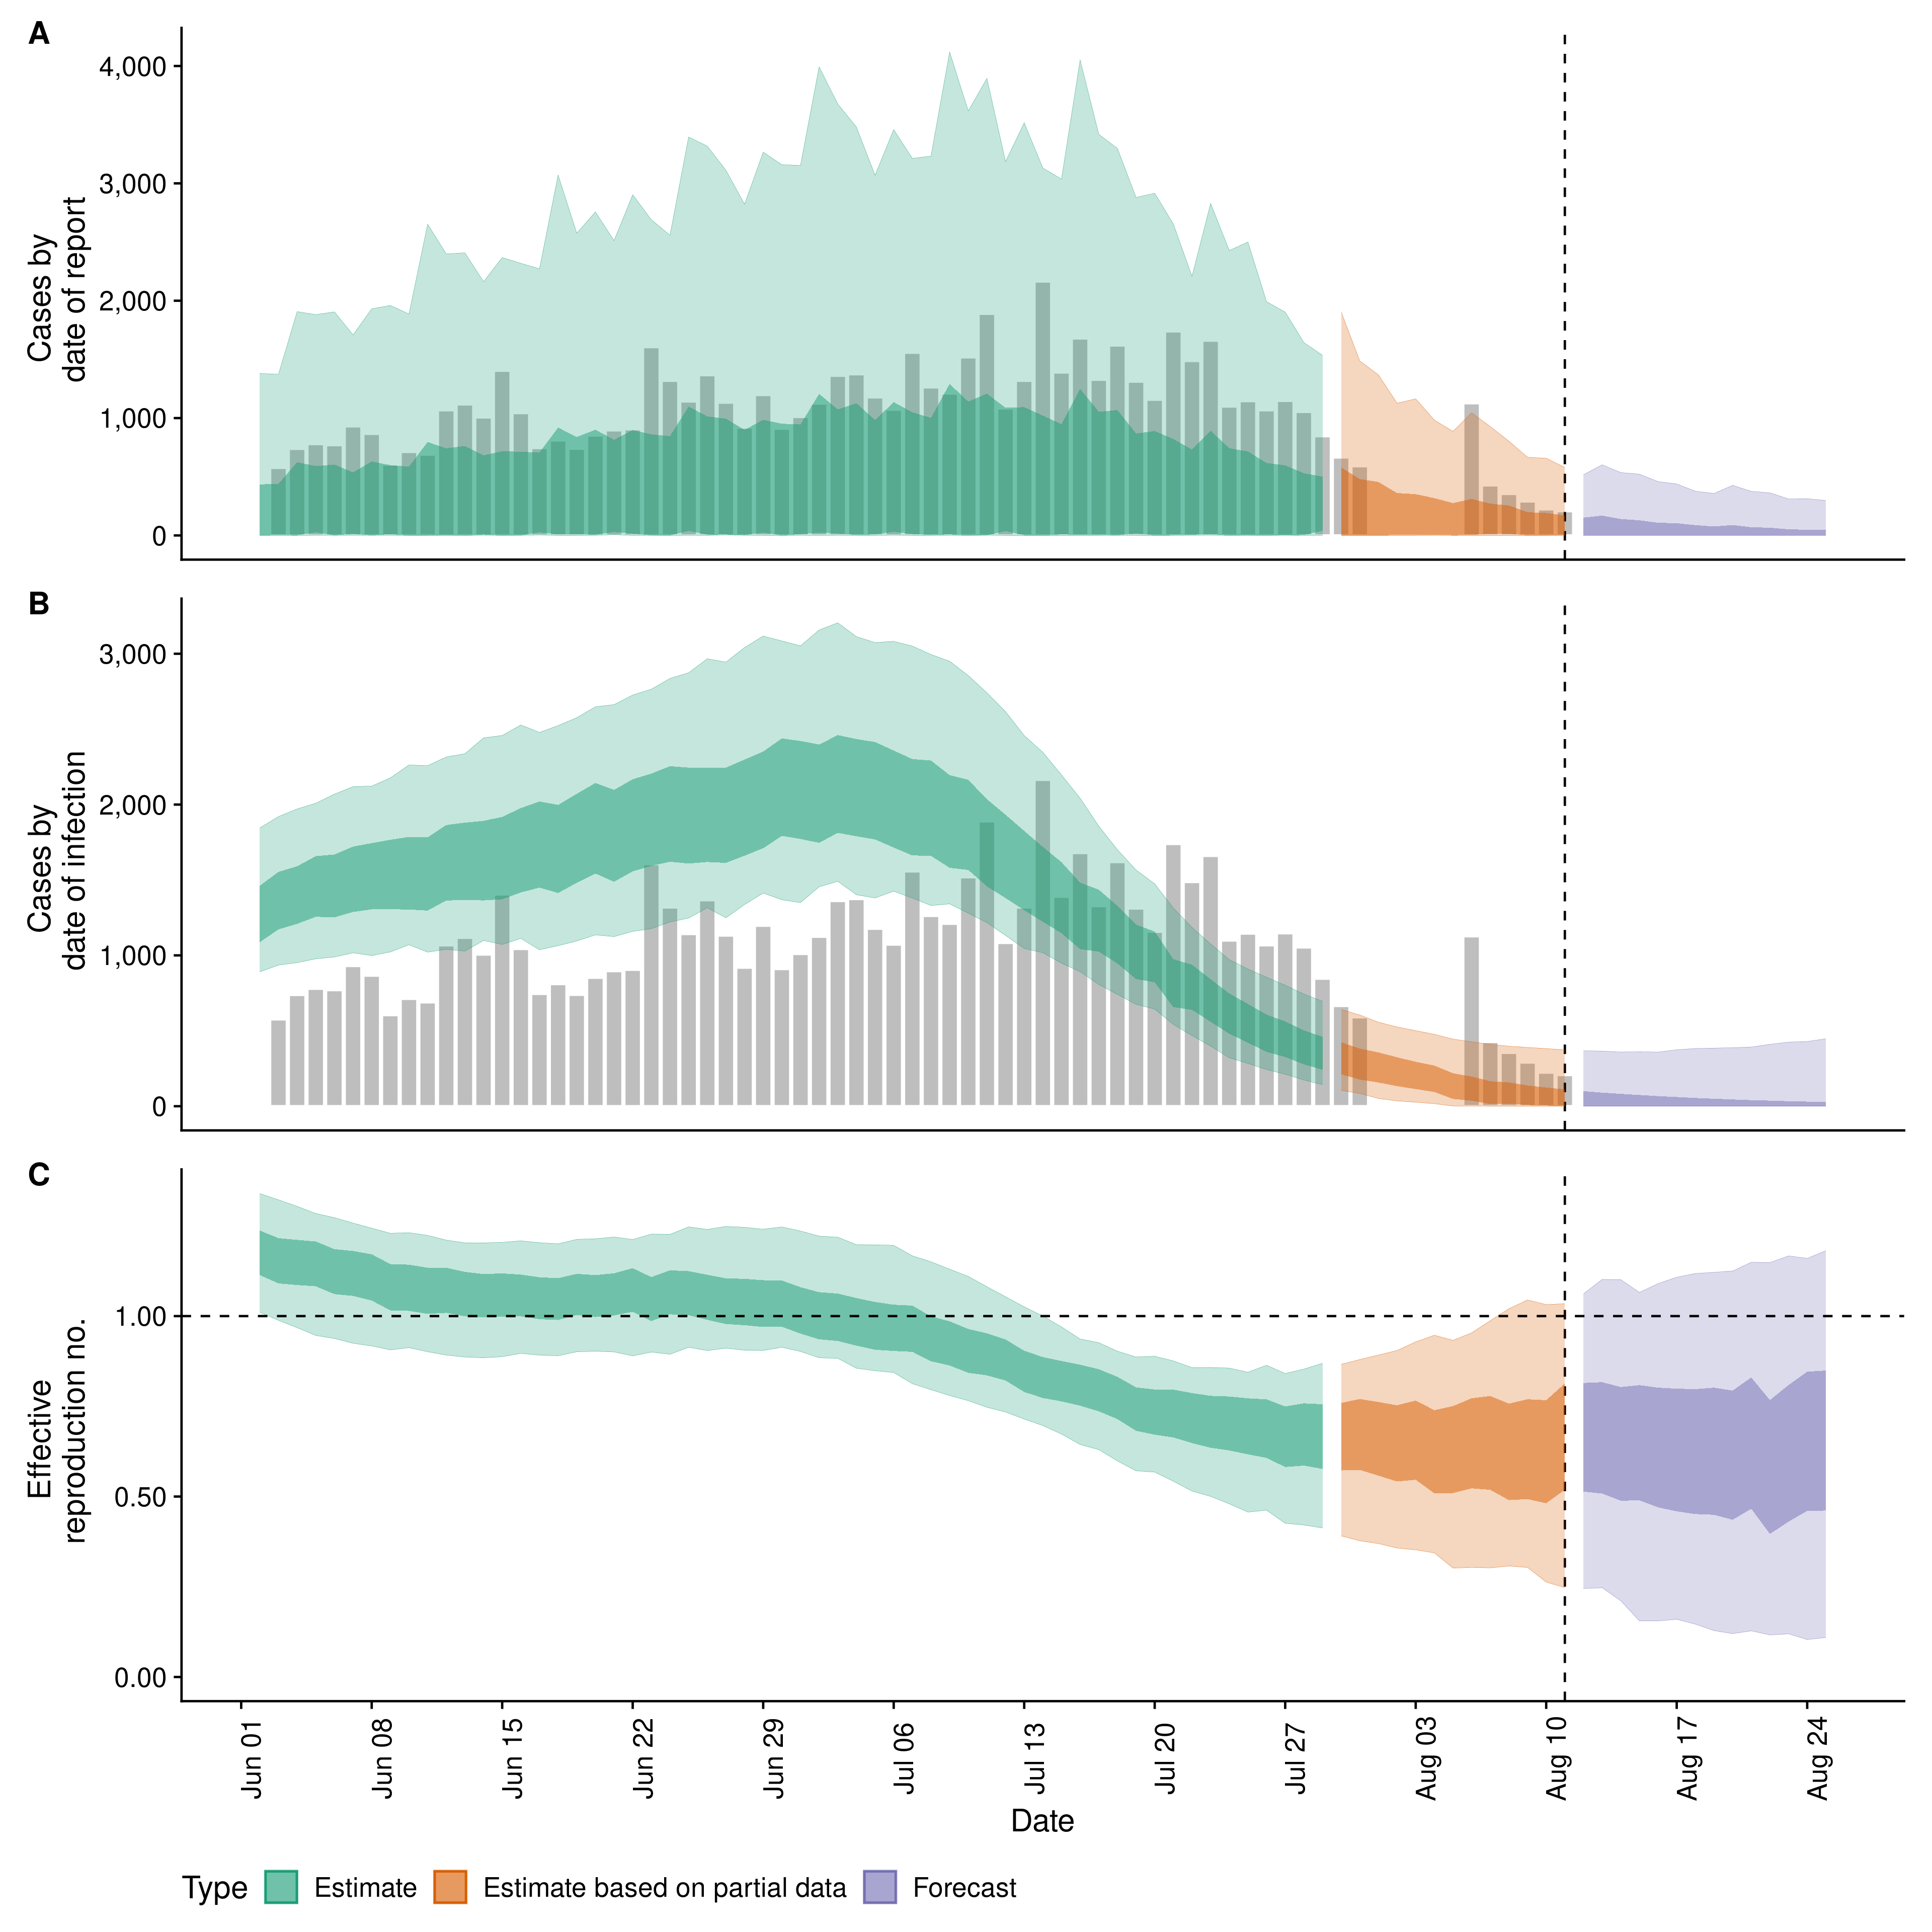 A
Cases by
date of report
4,000
3,000
2,000
1,000
0
B
Cases by
date of infection
3,000
2,000
1,000
0
C
Effective
reproduction no.
1.00
0.50
0.00
Jun 01
Jun 08
Jun 15
Jun 22
Jun 29
Jul 06
Jul 13
Jul 20
Jul 27
Aug 03
Aug 10
Aug 17
Aug 24
Date
Type Estimate Estimate based on partial data Forecast